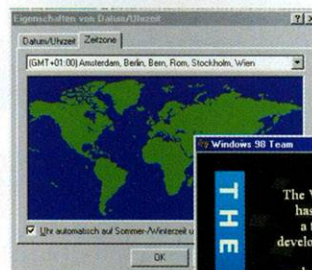 Eigenschaften von Datum/Uhrzeit
Datum/Uhrzeit Zeitzone
(GMT+01:00) Amsterdam, Berlin, Bern, Rom, Stockholm, Wien
Uhr automatisch auf Sommer-/Winterzeit u
OK
Windows 98 Team
THE
The
has
a
develo